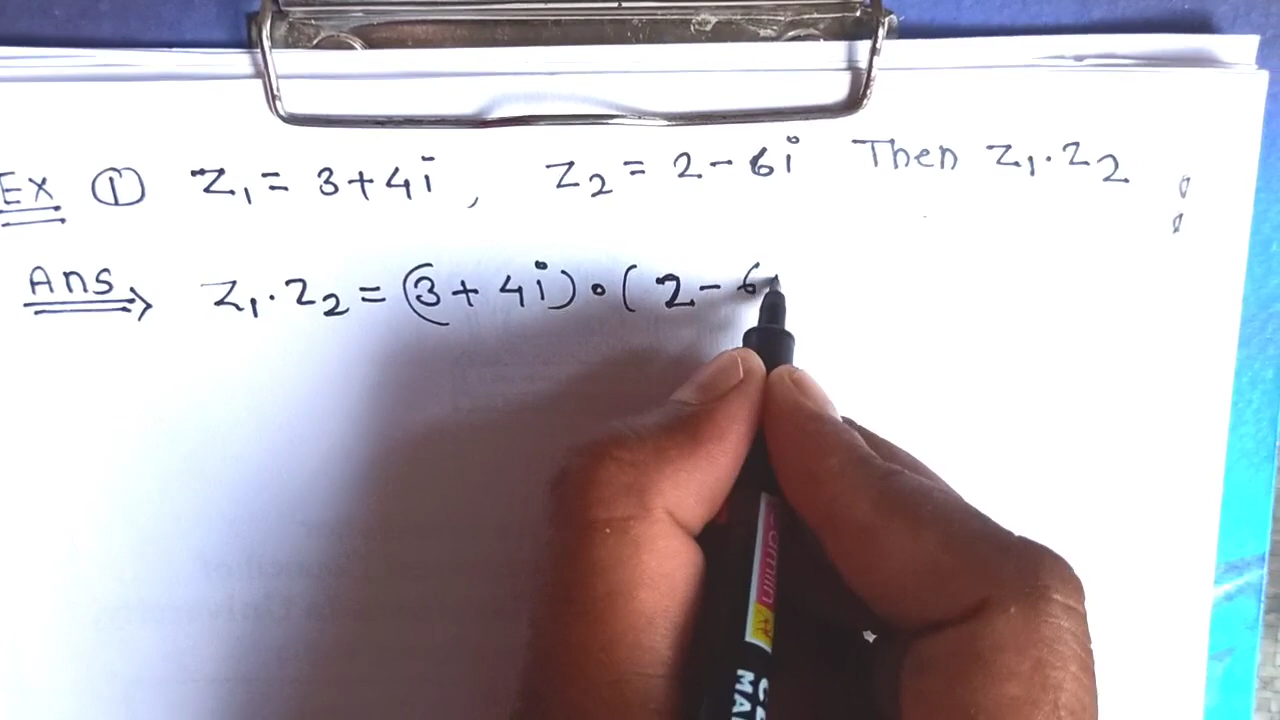 Ex ① Z₁ = 3+4i , Z₂ = 2-6i Then Z₁.Z₂
Ans Z₁.Z₂ = (3+4i)•(2-6